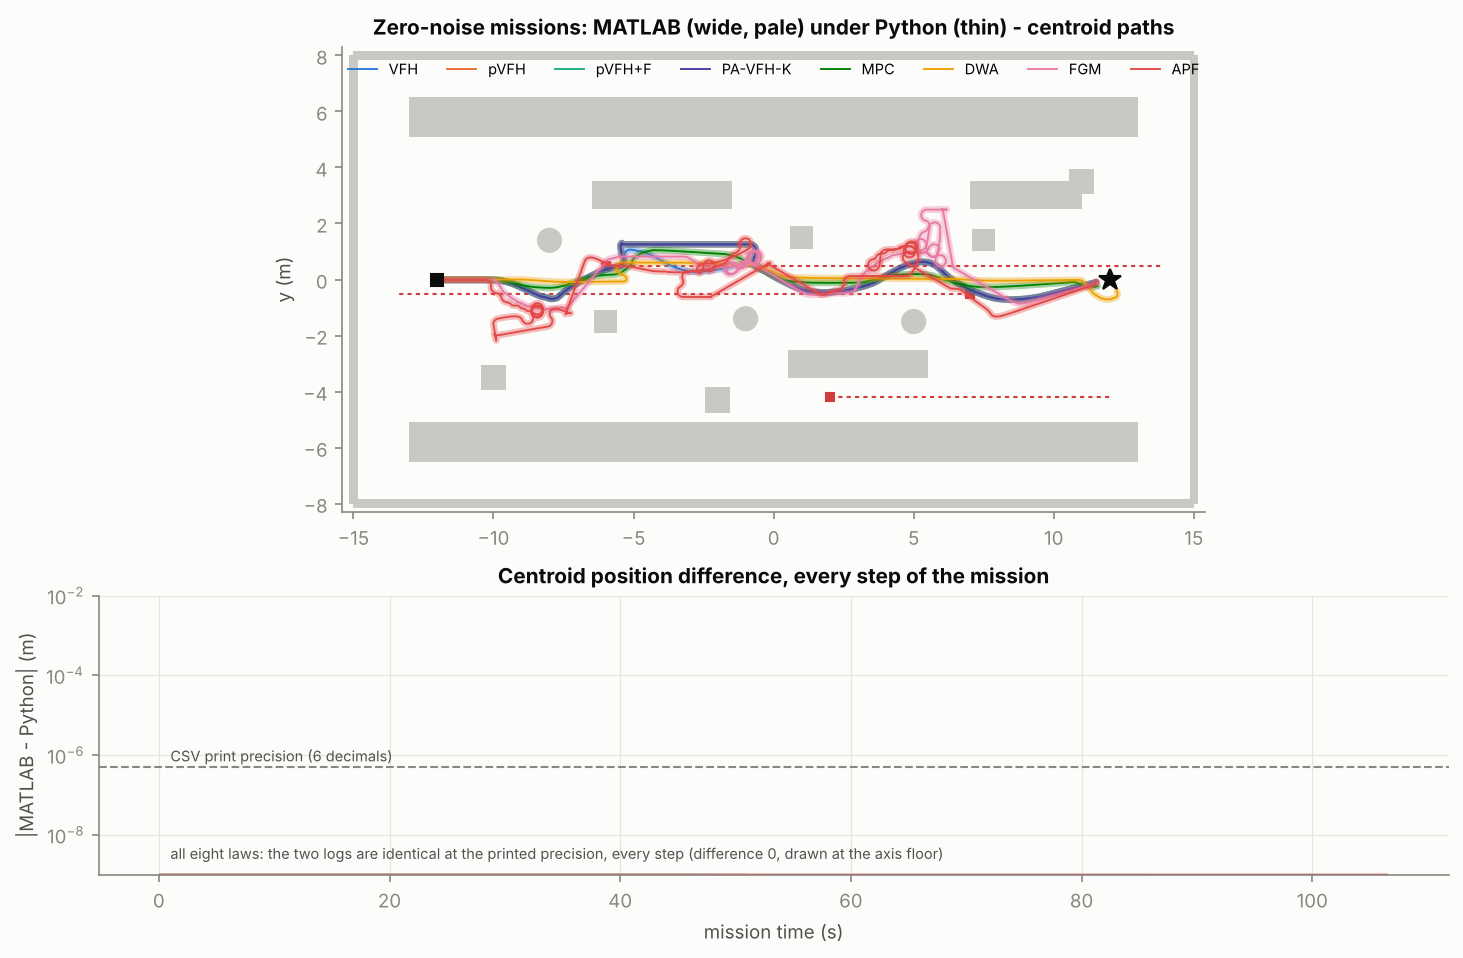 Zero-noise missions: MATLAB (wide, pale) under Python (thin) - centroid paths
VFH pVFH pVFH+F PA-VFH-K MPC DWA FGM APF
8
6
4
2
0
−2
−4
−6
−8
y (m)
−15 −10 −5 0 5 10 15
Centroid position difference, every step of the mission
10−2
10−4
10−6
10−8
|MATLAB - Python| (m)
CSV print precision (6 decimals)
all eight laws: the two logs are identical at the printed precision, every step (difference 0, drawn at the axis floor)
0 20 40 60 80 100
mission time (s)